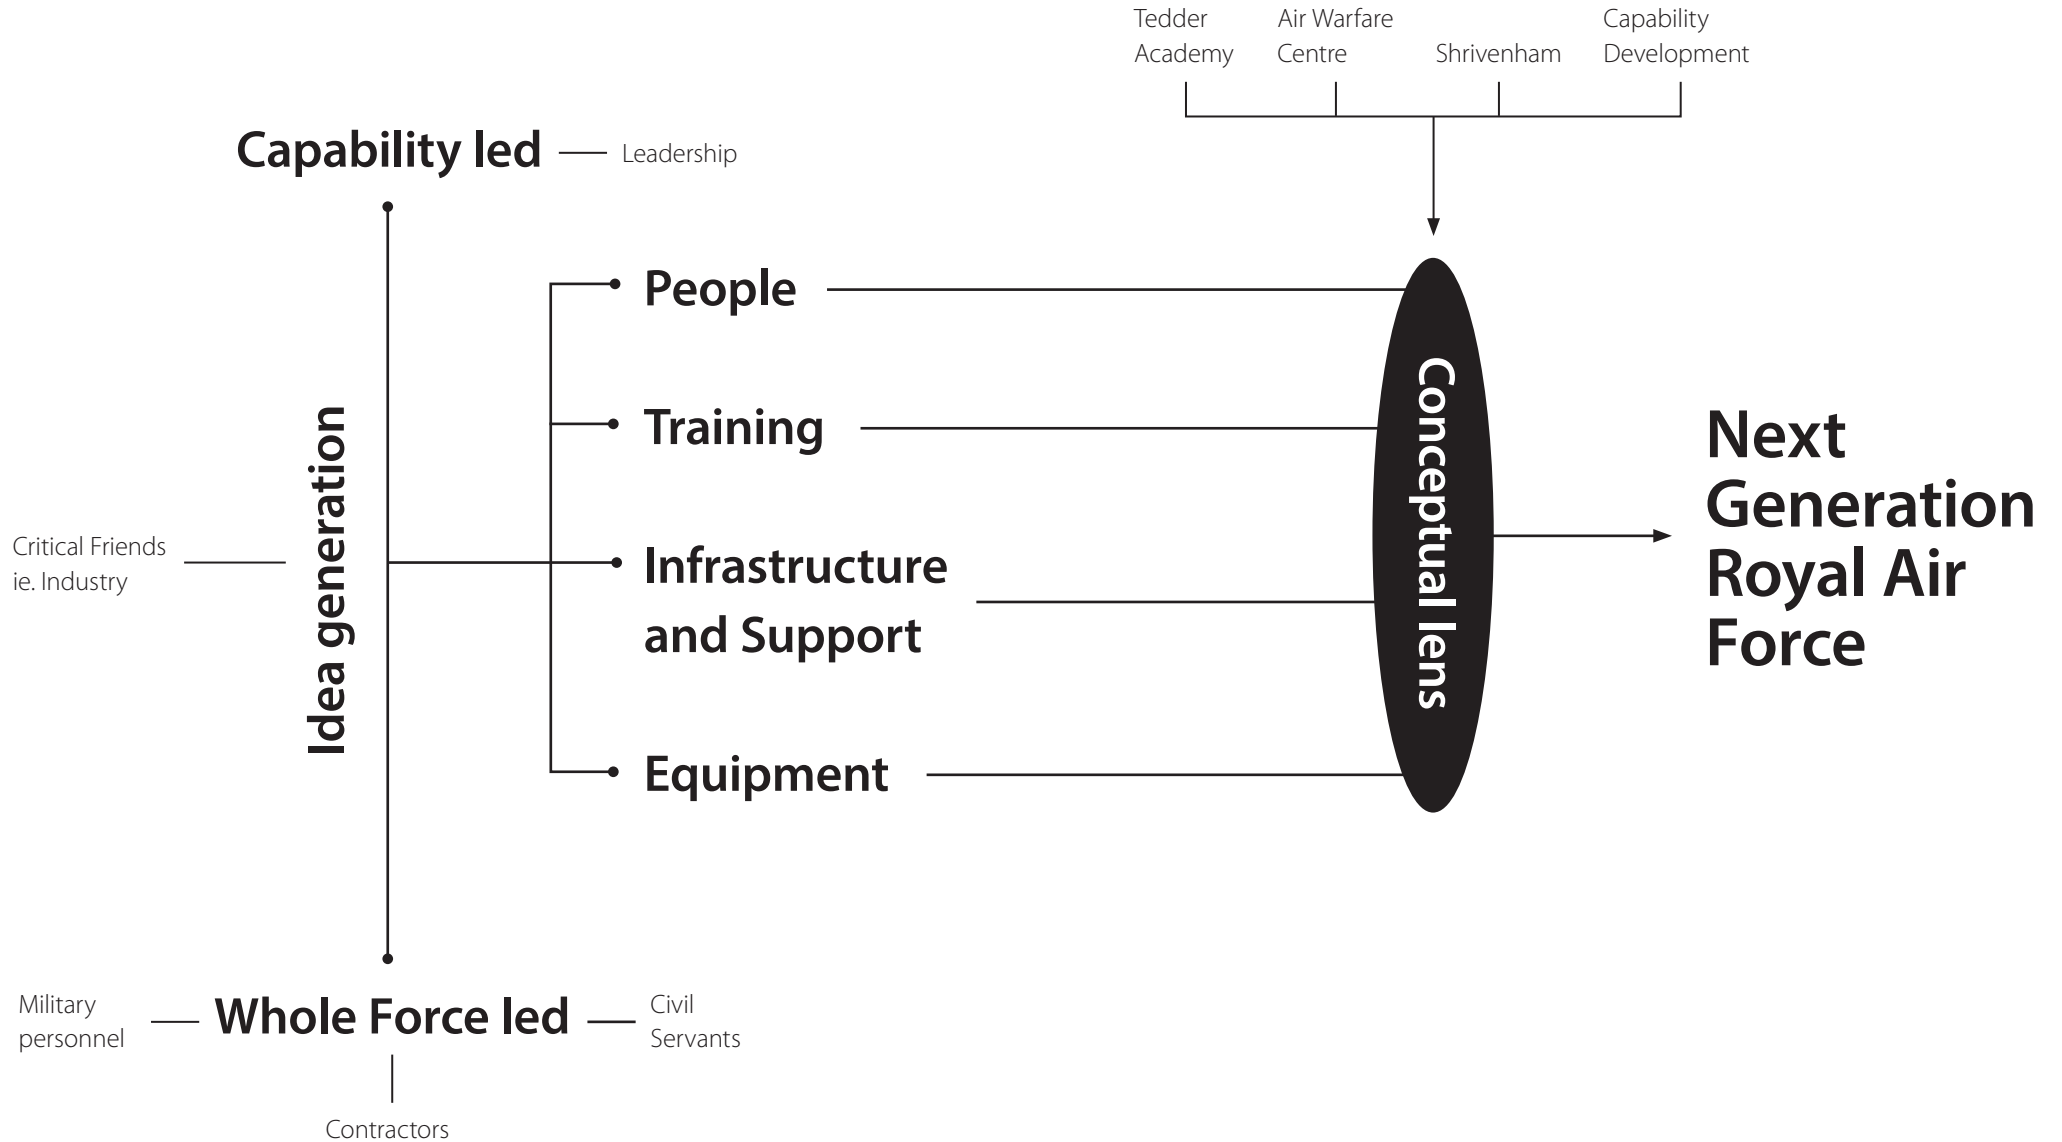 Tedder
Academy
Air Warfare
Centre
Shrivenham
Capability
Development
Capability led
Leadership
People
Training
Infrastructure
and Support
Equipment
Idea generation
Critical Friends
ie. Industry
Conceptual lens
Next
Generation
Royal Air
Force
Military
personnel
Whole Force led
Civil
Servants
Contractors